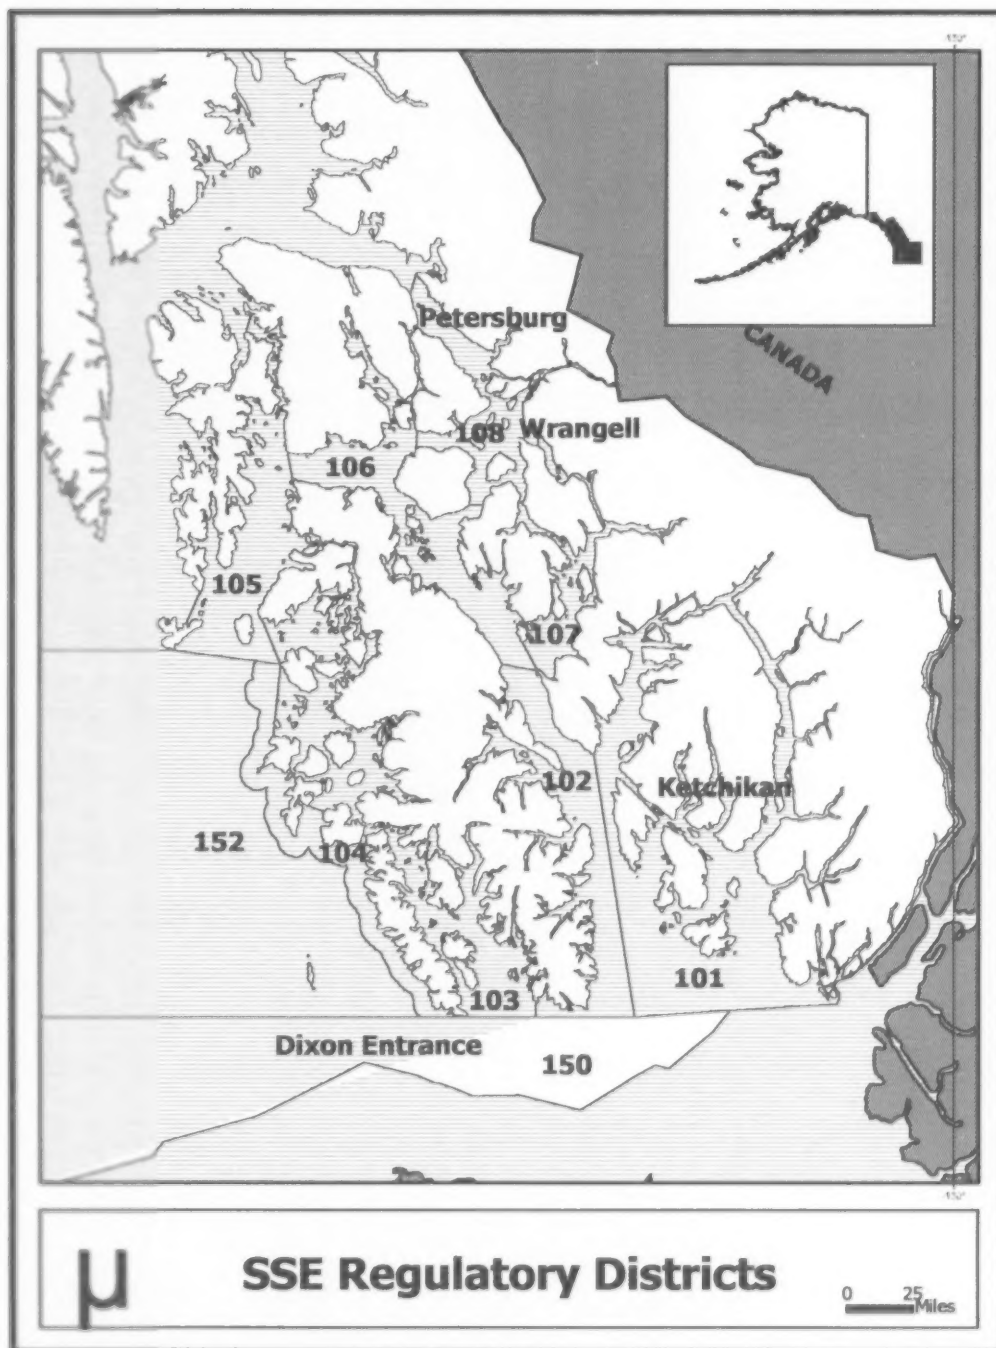 Petersburg
CANADA
108 Wrangell
106
105
107
102
Ketchikan
152
104
101
103
Dixon Entrance
150
µ
SSE Regulatory Districts
0 25
Miles